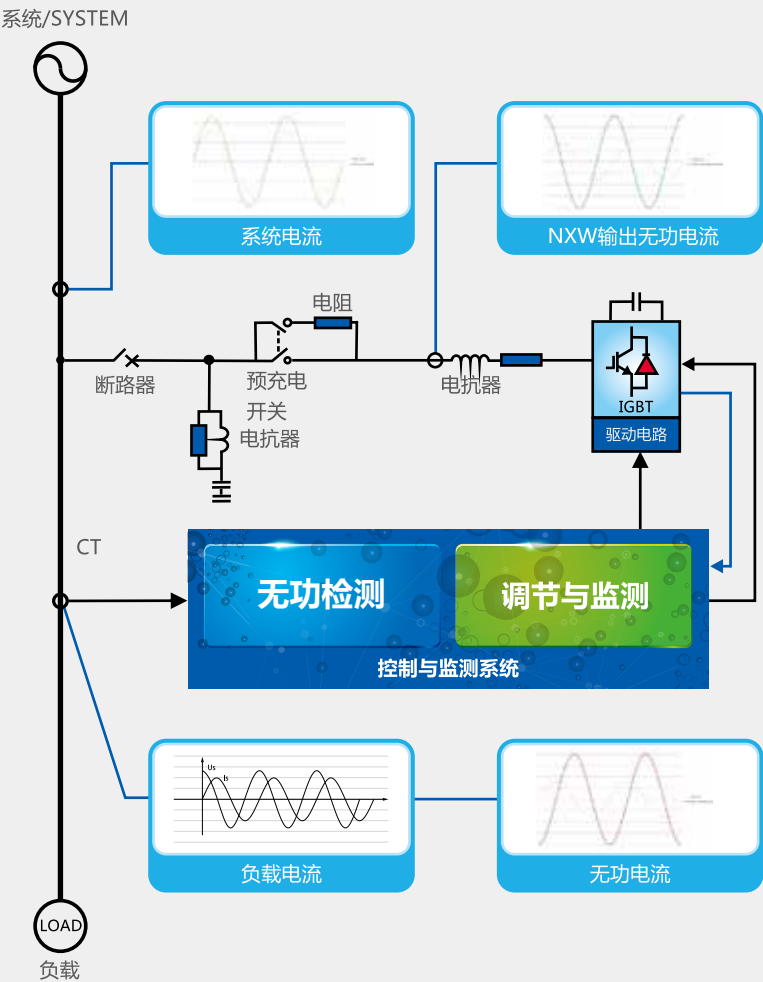 系统/SYSTEM
系统电流
NXW输出无功电流
电阻
断路器
预充电
开关
电抗器
电抗器
IGBT
驱动电路
CT
无功检测
调节与监测
控制与监测系统
Us
Is
负载电流
无功电流
LOAD
负载